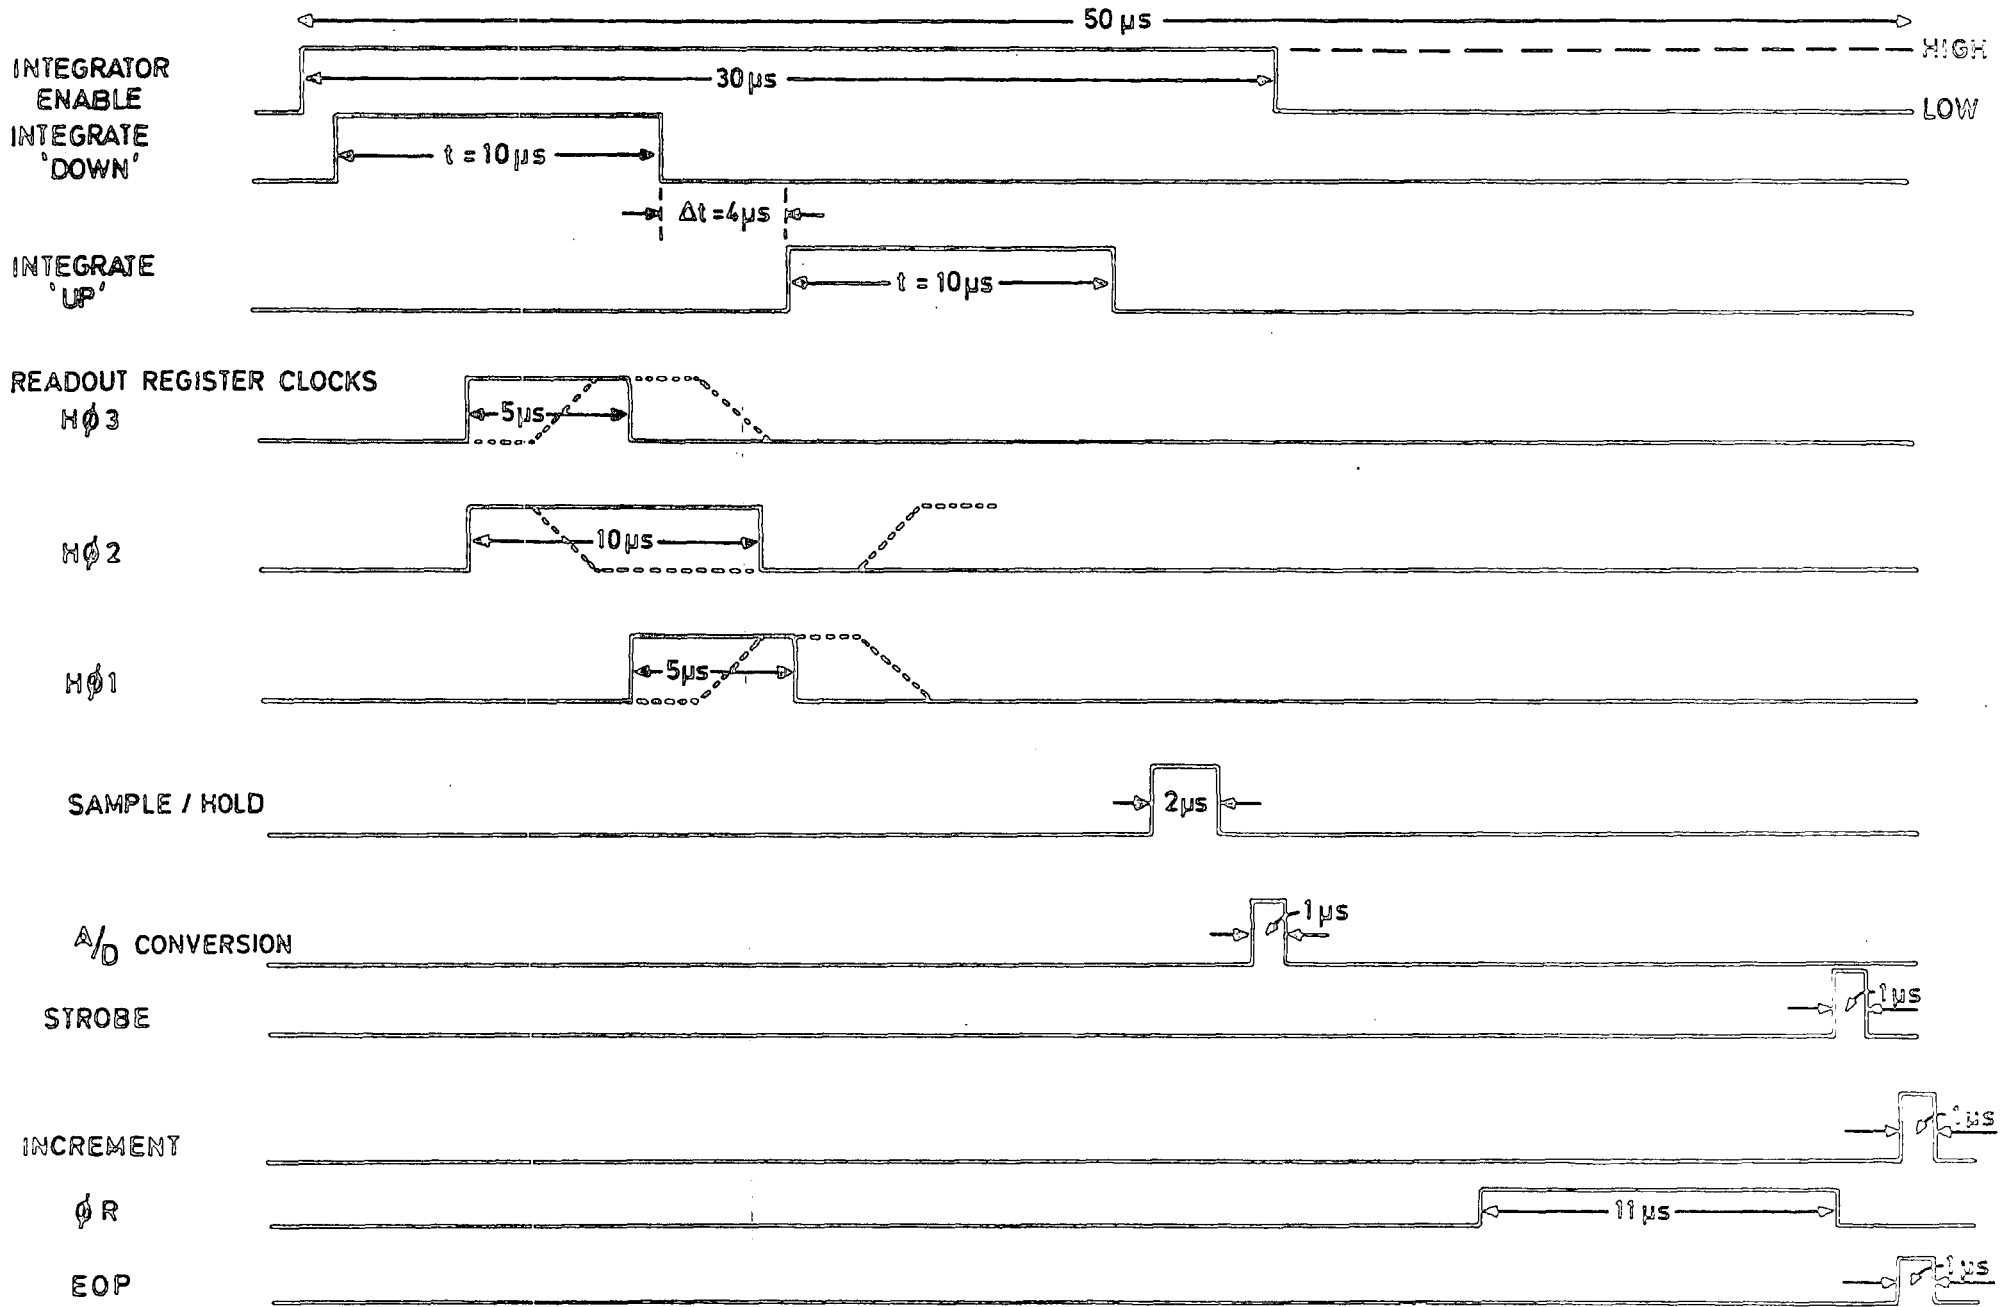 50 µs
HIGH
INTEGRATOR
ENABLE
30 µs
LOW
INTEGRATE
'DOWN'
t = 10 µs
Δt = 4 µs
INTEGRATE
'UP'
t = 10 µs
READOUT REGISTER CLOCKS
Hϕ3
5 µs
Hϕ2
10 µs
Hϕ1
5 µs
SAMPLE / HOLD
2 µs
A/D CONVERSION
1 µs
STROBE
1 µs
INCREMENT
1 µs
ϕR
11 µs
EOP
1 µs